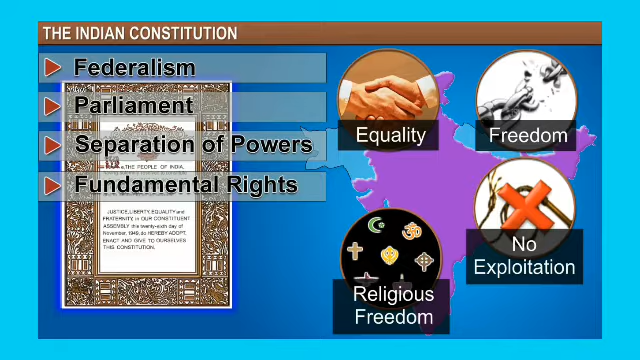 THE INDIAN CONSTITUTION
Federalism
Parliament
Separation of Powers
Fundamental Rights
THE PEOPLE OF INDIA,
JUSTICE, LIBERTY, EQUALITY and
FRATERNITY, in OUR CONSTITUENT
ASSEMBLY this twenty-sixth day of
November, 1949, do HEREBY ADOPT,
ENACT AND GIVE TO OURSELVES
THIS CONSTITUTION.
Equality
Freedom
No
Exploitation
Religious
Freedom